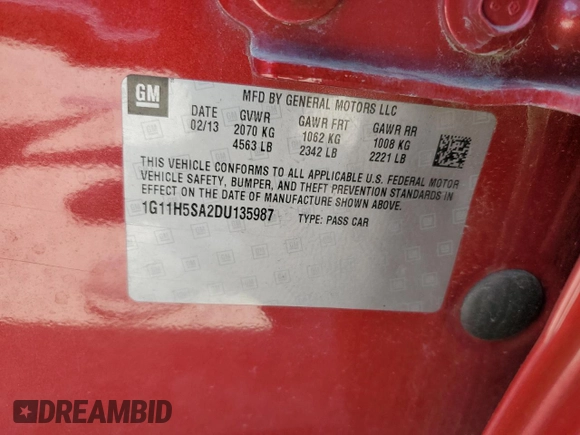 GM
MFD BY GENERAL MOTORS LLC
DATE GVWR GAWR FRT GAWR RR
02/13 2070 KG 1062 KG 1008 KG
4563 LB 2342 LB 2221 LB
THIS VEHICLE CONFORMS TO ALL APPLICABLE U.S. FEDERAL MOTOR
VEHICLE SAFETY, BUMPER, AND THEFT PREVENTION STANDARDS IN
EFFECT ON THE DATE OF MANUFACTURE SHOWN ABOVE.
1G11H5SA2DU135987 TYPE: PASS CAR
DREAMBID